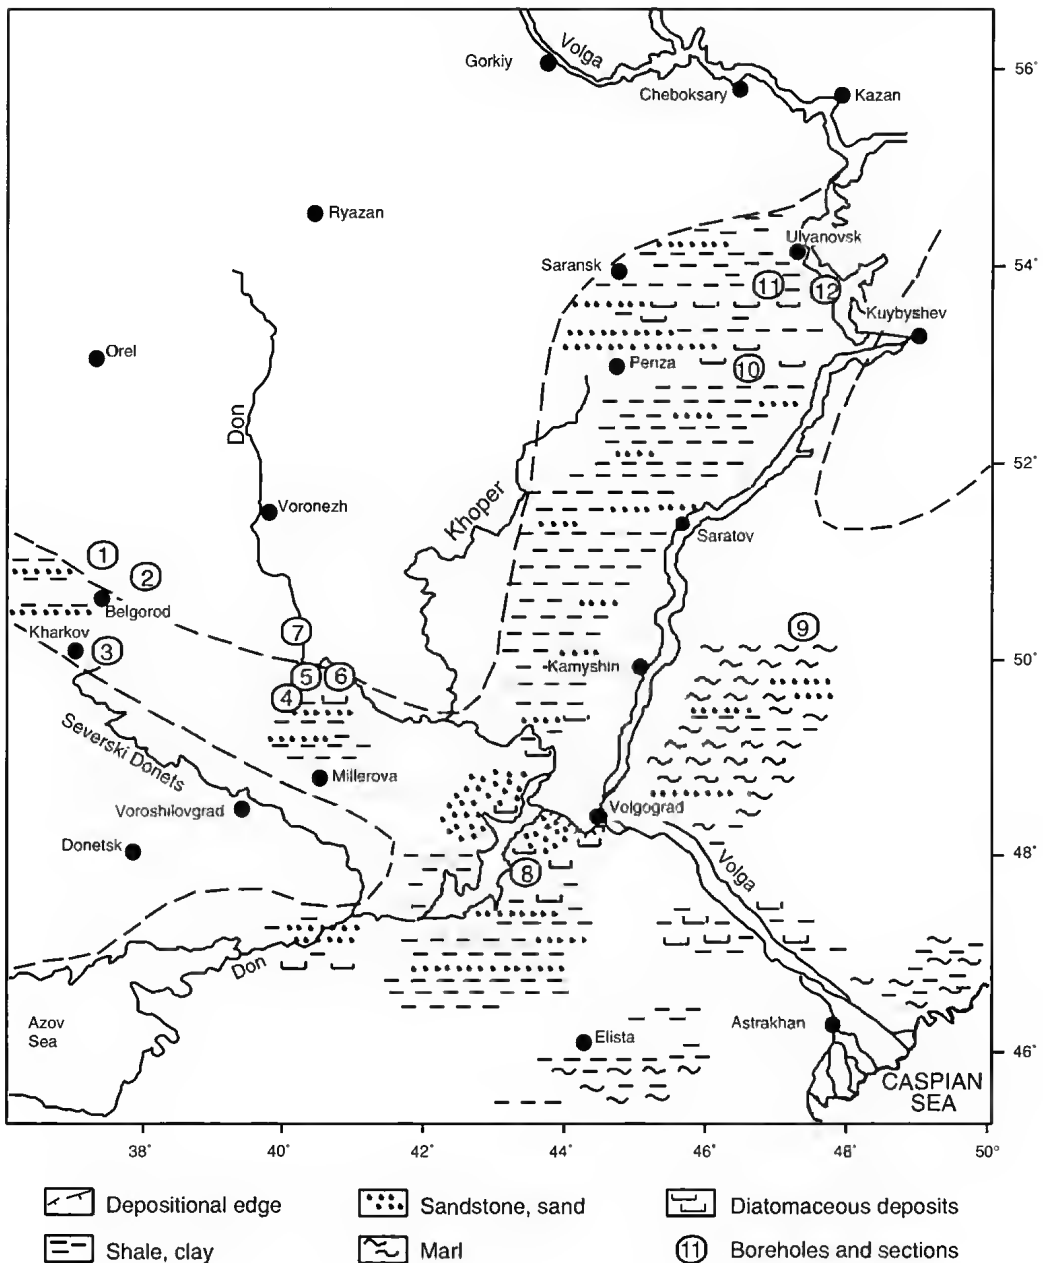 Volga
Gorkiy
56°
Cheboksary
Kazan
Ryazan
Ulyanovsk
Saransk
54°
11
12
Kuybyshev
Orel
Penza
10
Don
52°
Khoper
Voronezh
Saratov
1
2
Belgorod
7
9
Kharkov
3
50°
Kamyshin
5
6
4
Severski Donets
Millerova
Voroshilovgrad
Volgograd
Donetsk
48°
8
Volga
Don
Azov
Sea
Elista
Astrakhan
46°
CASPIAN
SEA
38° 40° 42° 44° 46° 48° 50°
Depositional edge
Sandstone, sand
Diatomaceous deposits
Shale, clay
Marl
11 Boreholes and sections